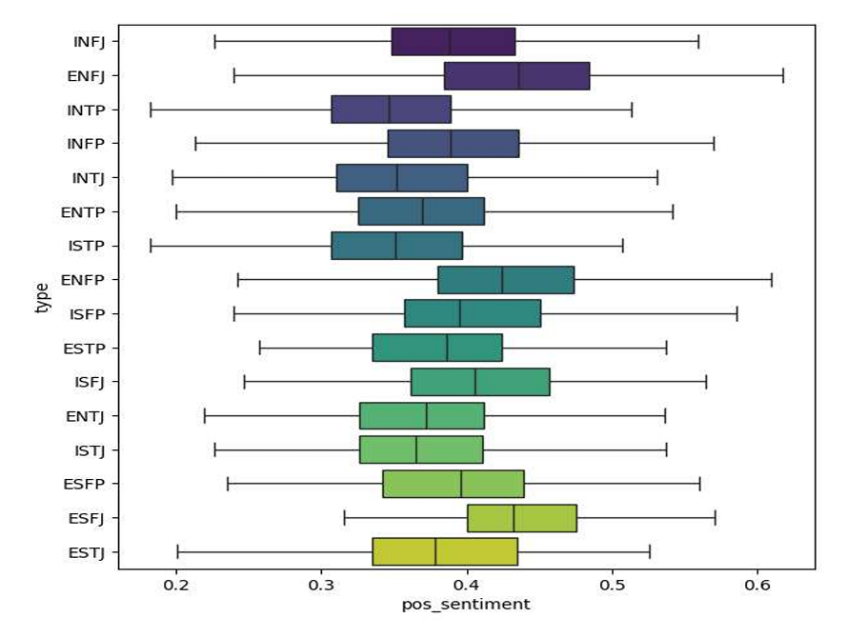 INFJ
ENFJ
INTP
INFP
INTJ
ENTP
ISTP
ENFP
ISFP
ESTP
ISFJ
ENTJ
ISTJ
ESFP
ESFJ
ESTJ
type
0.2 0.3 0.4 0.5 0.6
pos_sentiment